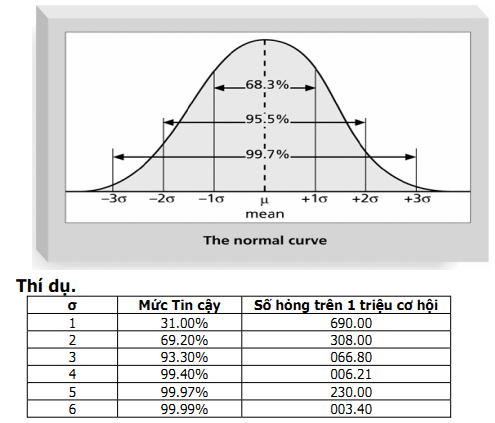 68.3%
95.5%
99.7%
−3σ −2σ −1σ μ +1σ +2σ +3σ
mean
The normal curve
Thí dụ.
σ Mức Tin cậy Số hỏng trên 1 triệu cơ hội
1 31.00% 690.00
2 69.20% 308.00
3 93.30% 066.80
4 99.40% 006.21
5 99.97% 230.00
6 99.99% 003.40